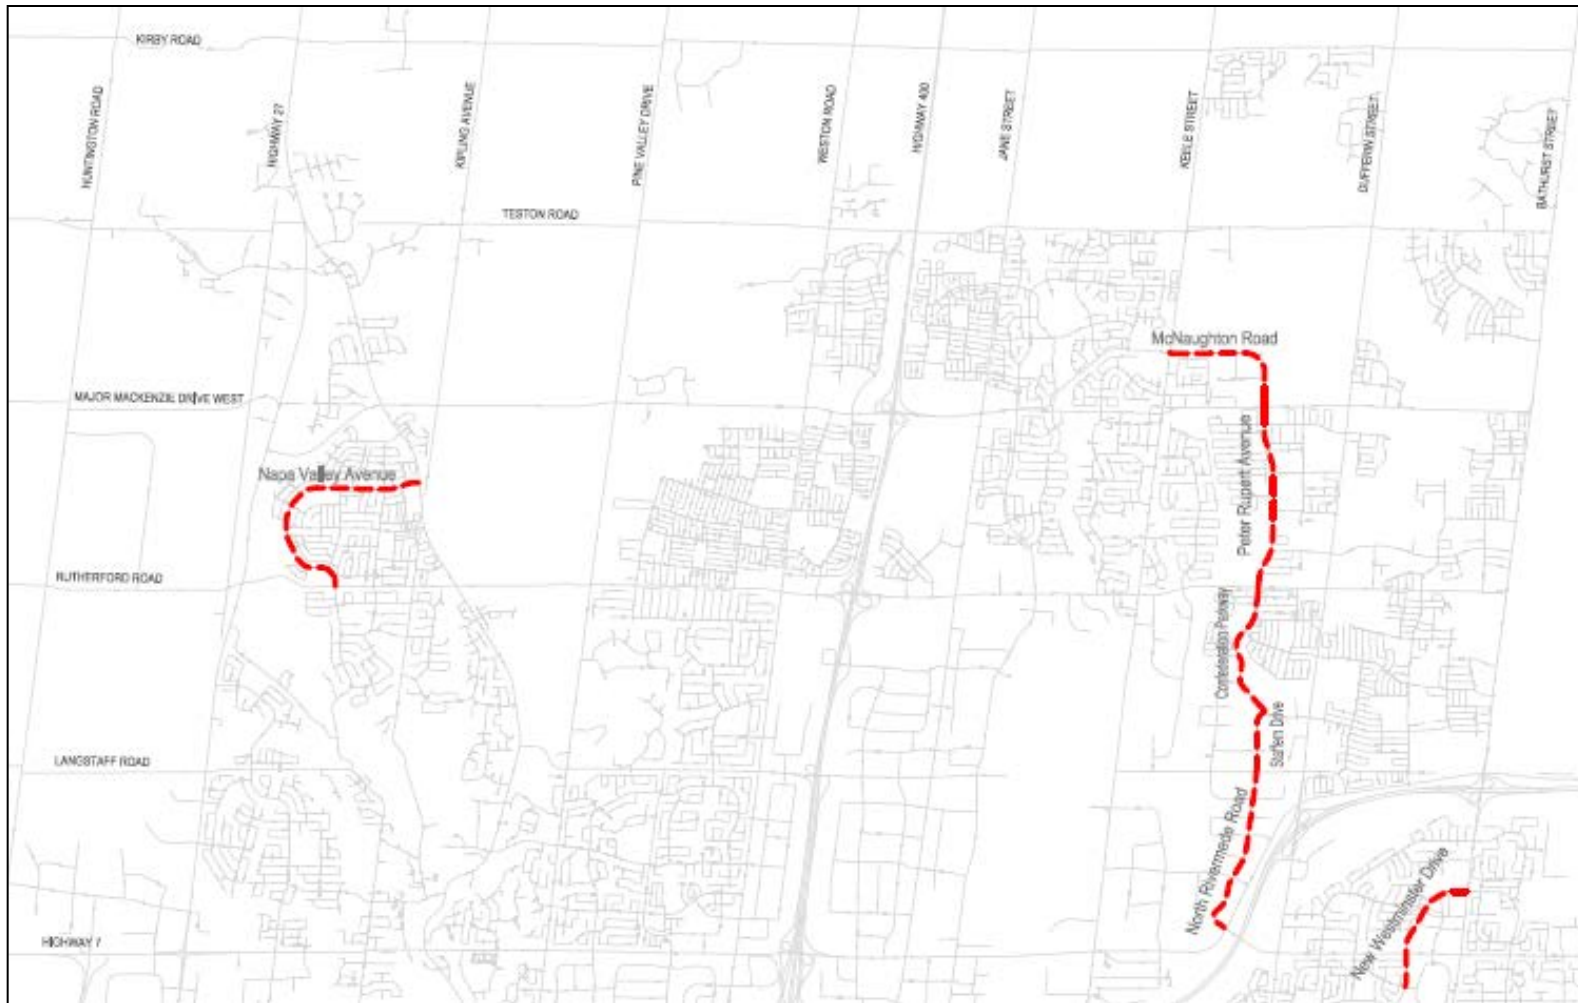 KIRBY ROAD
HUNTINGTON ROAD
HIGHWAY 27
KIPLING AVENUE
PINE VALLEY DRIVE
WESTON ROAD
HIGHWAY 400
JANE STREET
KEELE STREET
DUFFERIN STREET
BATHURST STREET
TESTON ROAD
McNaughton Road
MAJOR MACKENZIE DRIVE WEST
Napa Valley Avenue
Peter Rupert Avenue
RUTHERFORD ROAD
Confederation Parkway
Staffen Drive
LANGSTAFF ROAD
North Rivermede Road
New Westminster Drive
HIGHWAY 7